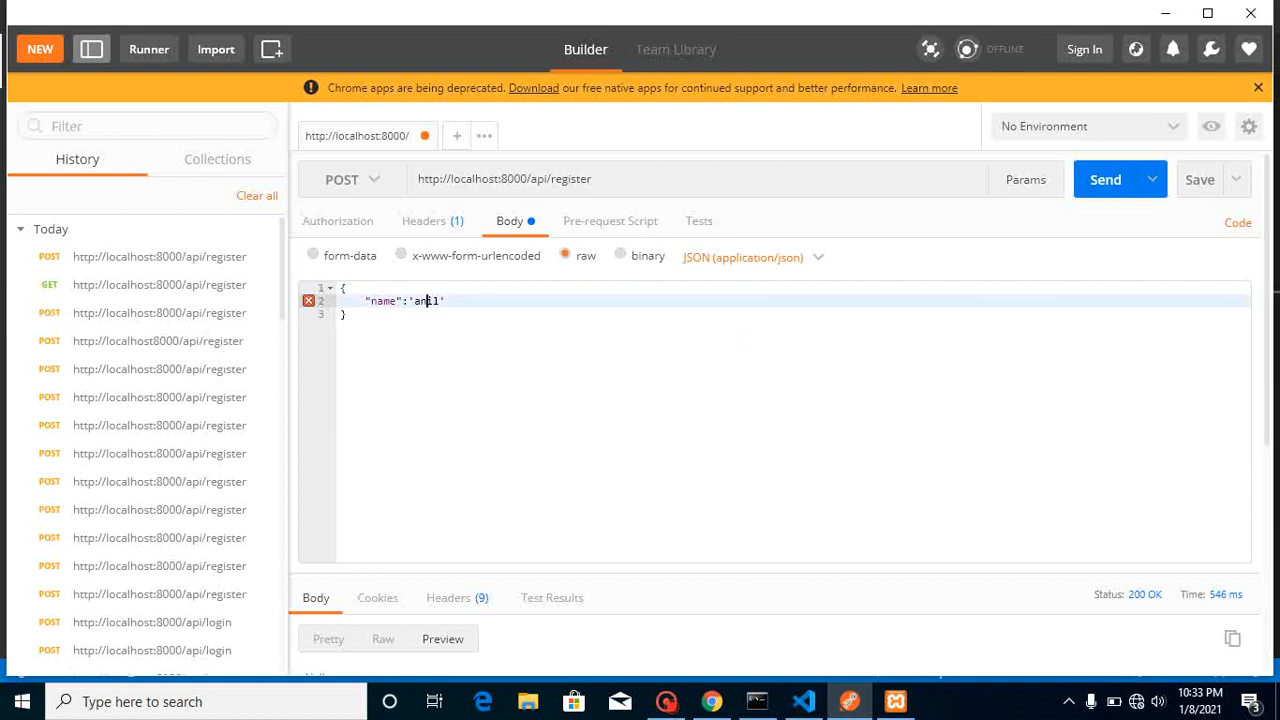 NEW Runner Import Builder Team Library OFFLINE Sign In
! Chrome apps are being deprecated. Download our free native apps for continued support and better performance. Learn more
Filter
History Collections
Clear all
Today
POST http://localhost:8000/api/register
GET http://localhost:8000/api/register
POST http://localhost:8000/api/register
POST http://localhost8000/api/register
POST http://localhost:8000/api/register
POST http://localhost:8000/api/register
POST http://localhost:8000/api/register
POST http://localhost:8000/api/register
POST http://localhost:8000/api/register
POST http://localhost:8000/api/register
POST http://localhost:8000/api/register
POST http://localhost:8000/api/register
POST http://localhost:8000/api/register
POST http://localhost:8000/api/login
POST http://localhost:8000/api/login
http://localhost:8000/ + •••
No Environment
POST http://localhost:8000/api/register Params Send Save
Authorization Headers (1) Body Pre-request Script Tests Code
form-data x-www-form-urlencoded raw binary JSON (application/json)
1 {
2 "name":'anil'
3 }
Body Cookies Headers (9) Test Results Status: 200 OK Time: 546 ms
Pretty Raw Preview
Type here to search
10:33 PM
1/8/2021
3